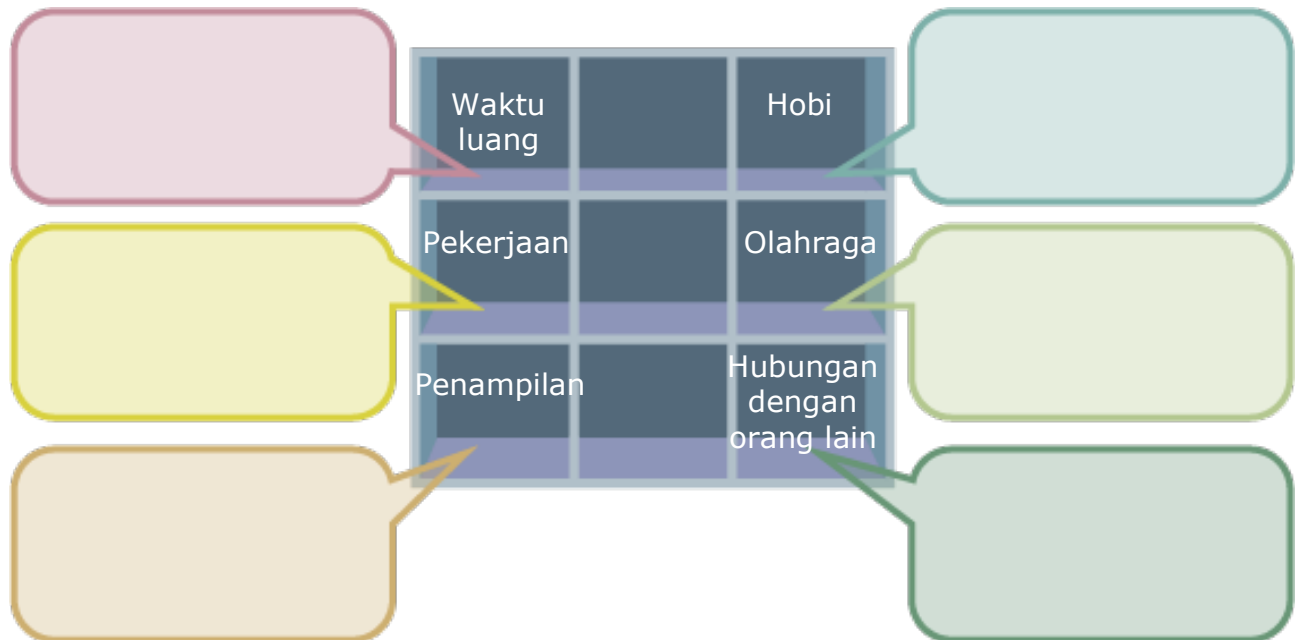 Waktu
luang
Hobi
Pekerjaan
Olahraga
Penampilan
Hubungan
dengan
orang lain